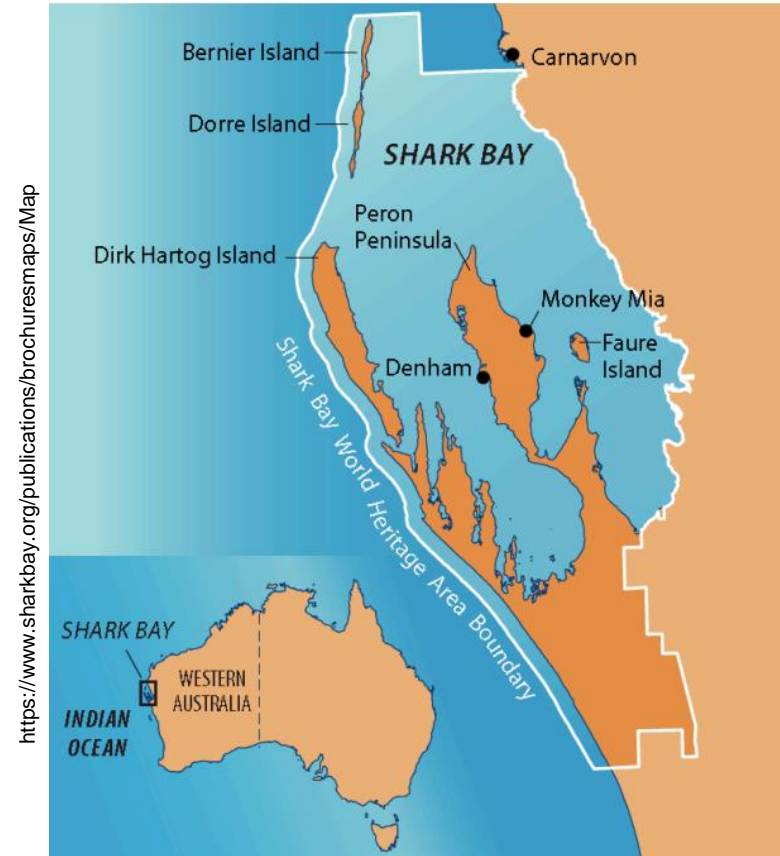 https://www.sharkbay.org/publications/brochuresmaps/Map
Bernier Island
Carnarvon
Dorre Island
SHARK BAY
Peron
Peninsula
Dirk Hartog Island
Monkey Mia
Faure
Island
Denham
Shark Bay World Heritage Area Boundary
SHARK BAY
WESTERN
AUSTRALIA
INDIAN
OCEAN